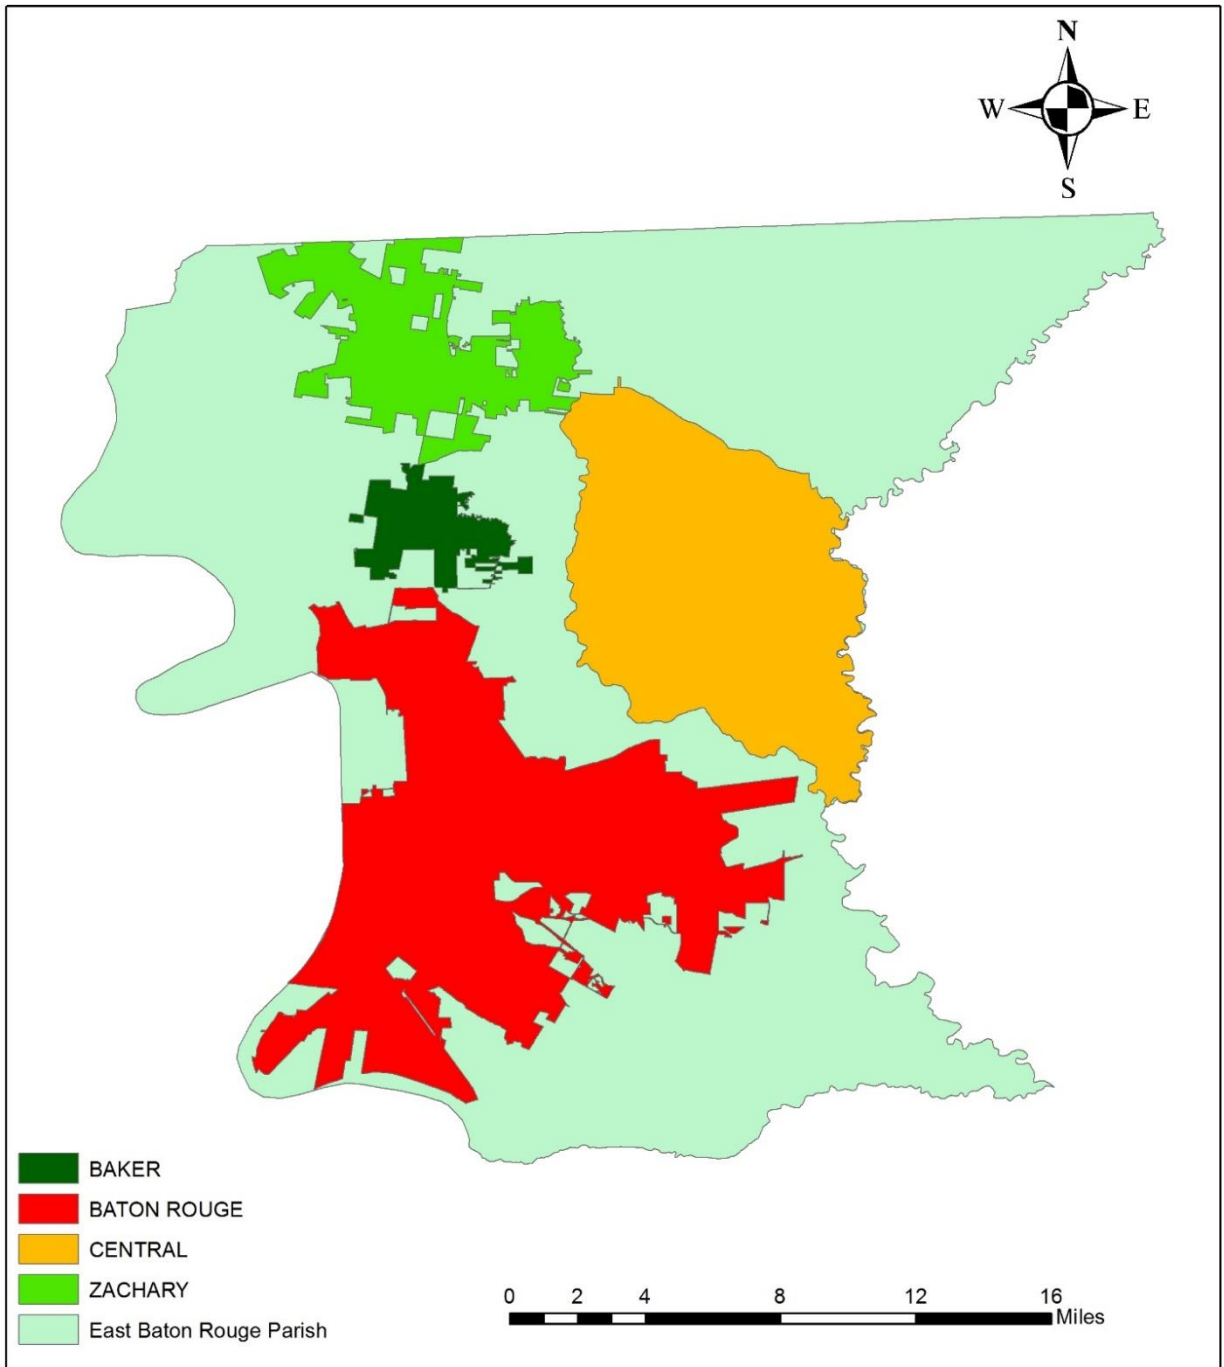 N
W E
S
BAKER
BATON ROUGE
CENTRAL
ZACHARY
East Baton Rouge Parish
0 2 4 8 12 16
Miles